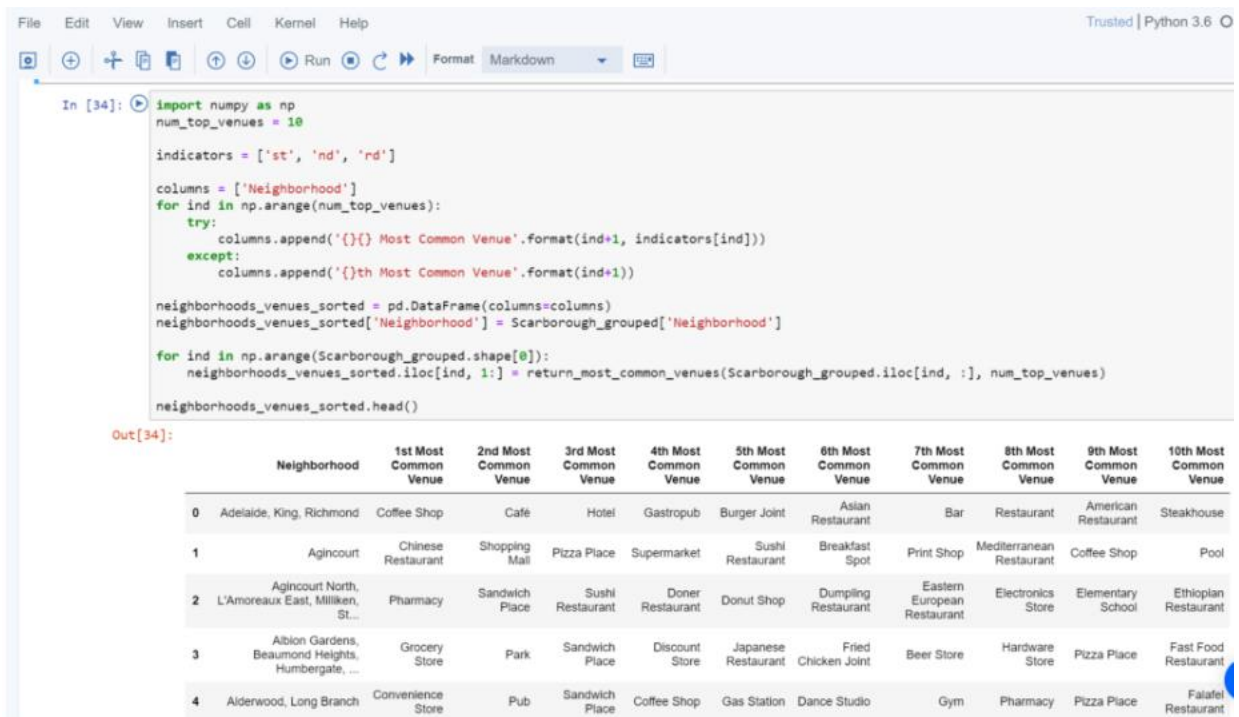 File Edit View Insert Cell Kernel Help Trusted | Python 3.6
Run Format Markdown
In [34]: import numpy as np
num_top_venues = 10
indicators = ['st', 'nd', 'rd']
columns = ['Neighborhood']
for ind in np.arange(num_top_venues):
    try:
        columns.append('{}{} Most Common Venue'.format(ind+1, indicators[ind]))
    except:
        columns.append('{}th Most Common Venue'.format(ind+1))
neighborhoods_venues_sorted = pd.DataFrame(columns=columns)
neighborhoods_venues_sorted['Neighborhood'] = Scarborough_grouped['Neighborhood']
for ind in np.arange(Scarborough_grouped.shape[0]):
    neighborhoods_venues_sorted.iloc[ind, 1:] = return_most_common_venues(Scarborough_grouped.iloc[ind, :], num_top_venues)
neighborhoods_venues_sorted.head()
Out[34]:
1st Most 2nd Most 3rd Most 4th Most 5th Most 6th Most 7th Most 8th Most 9th Most 10th Most
Neighborhood Common Common Common Common Common Common Common Common Common Common
Venue Venue Venue Venue Venue Venue Venue Venue Venue Venue
0 Adelaide, King, Richmond Coffee Shop Café Hotel Gastropub Burger Joint Asian Restaurant Bar Restaurant American Restaurant Steakhouse
1 Agincourt Chinese Restaurant Shopping Mall Pizza Place Supermarket Sushi Restaurant Breakfast Spot Print Shop Mediterranean Restaurant Coffee Shop Pool
2 Agincourt North, L'Amoreaux East, Milliken, St... Pharmacy Sandwich Place Sushi Restaurant Doner Restaurant Donut Shop Dumpling Restaurant Eastern European Restaurant Electronics Store Elementary School Ethiopian Restaurant
3 Albion Gardens, Beaumond Heights, Humbergate, ... Grocery Store Park Sandwich Place Discount Store Japanese Restaurant Fried Chicken Joint Beer Store Hardware Store Pizza Place Fast Food Restaurant
4 Alderwood, Long Branch Convenience Store Pub Sandwich Place Coffee Shop Gas Station Dance Studio Gym Pharmacy Pizza Place Falafel Restaurant